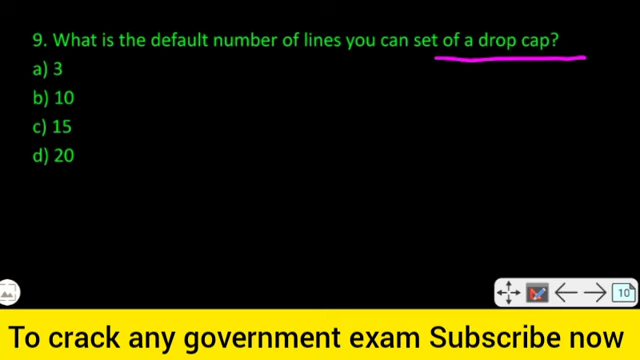 9. What is the default number of lines you can set of a drop cap?
a) 3
b) 10
c) 15
d) 20
10
To crack any government exam Subscribe now